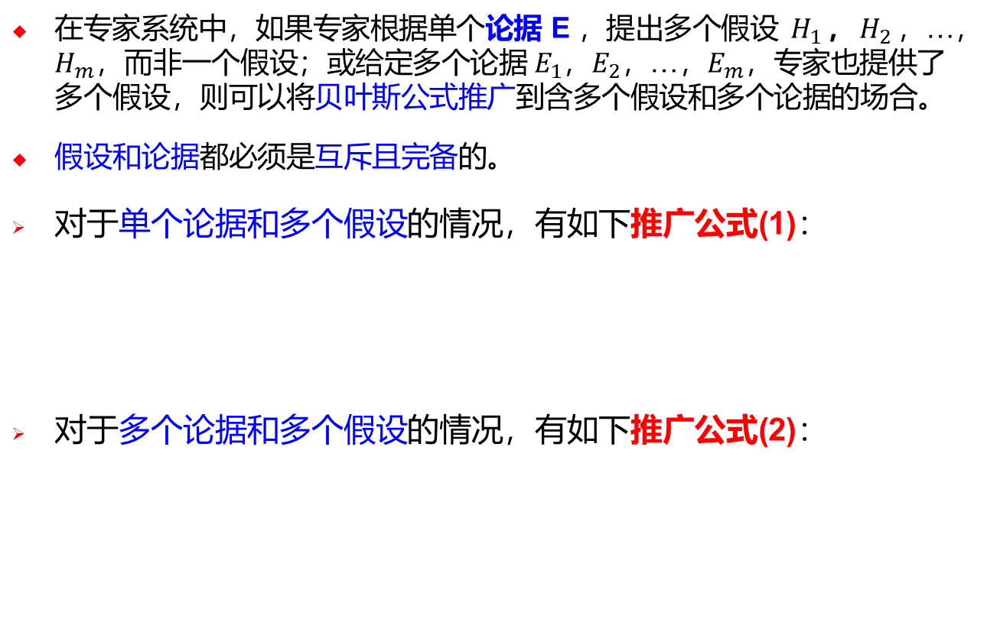 ◆ 在专家系统中，如果专家根据单个论据 E ，提出多个假设 H₁ ，H₂ ，…，
Hₘ，而非一个假设；或给定多个论据 E₁，E₂，…，Eₘ，专家也提供了
多个假设，则可以将贝叶斯公式推广到含多个假设和多个论据的场合。
◆ 假设和论据都必须是互斥且完备的。
➢ 对于单个论据和多个假设的情况，有如下推广公式(1)：
➢ 对于多个论据和多个假设的情况，有如下推广公式(2)：